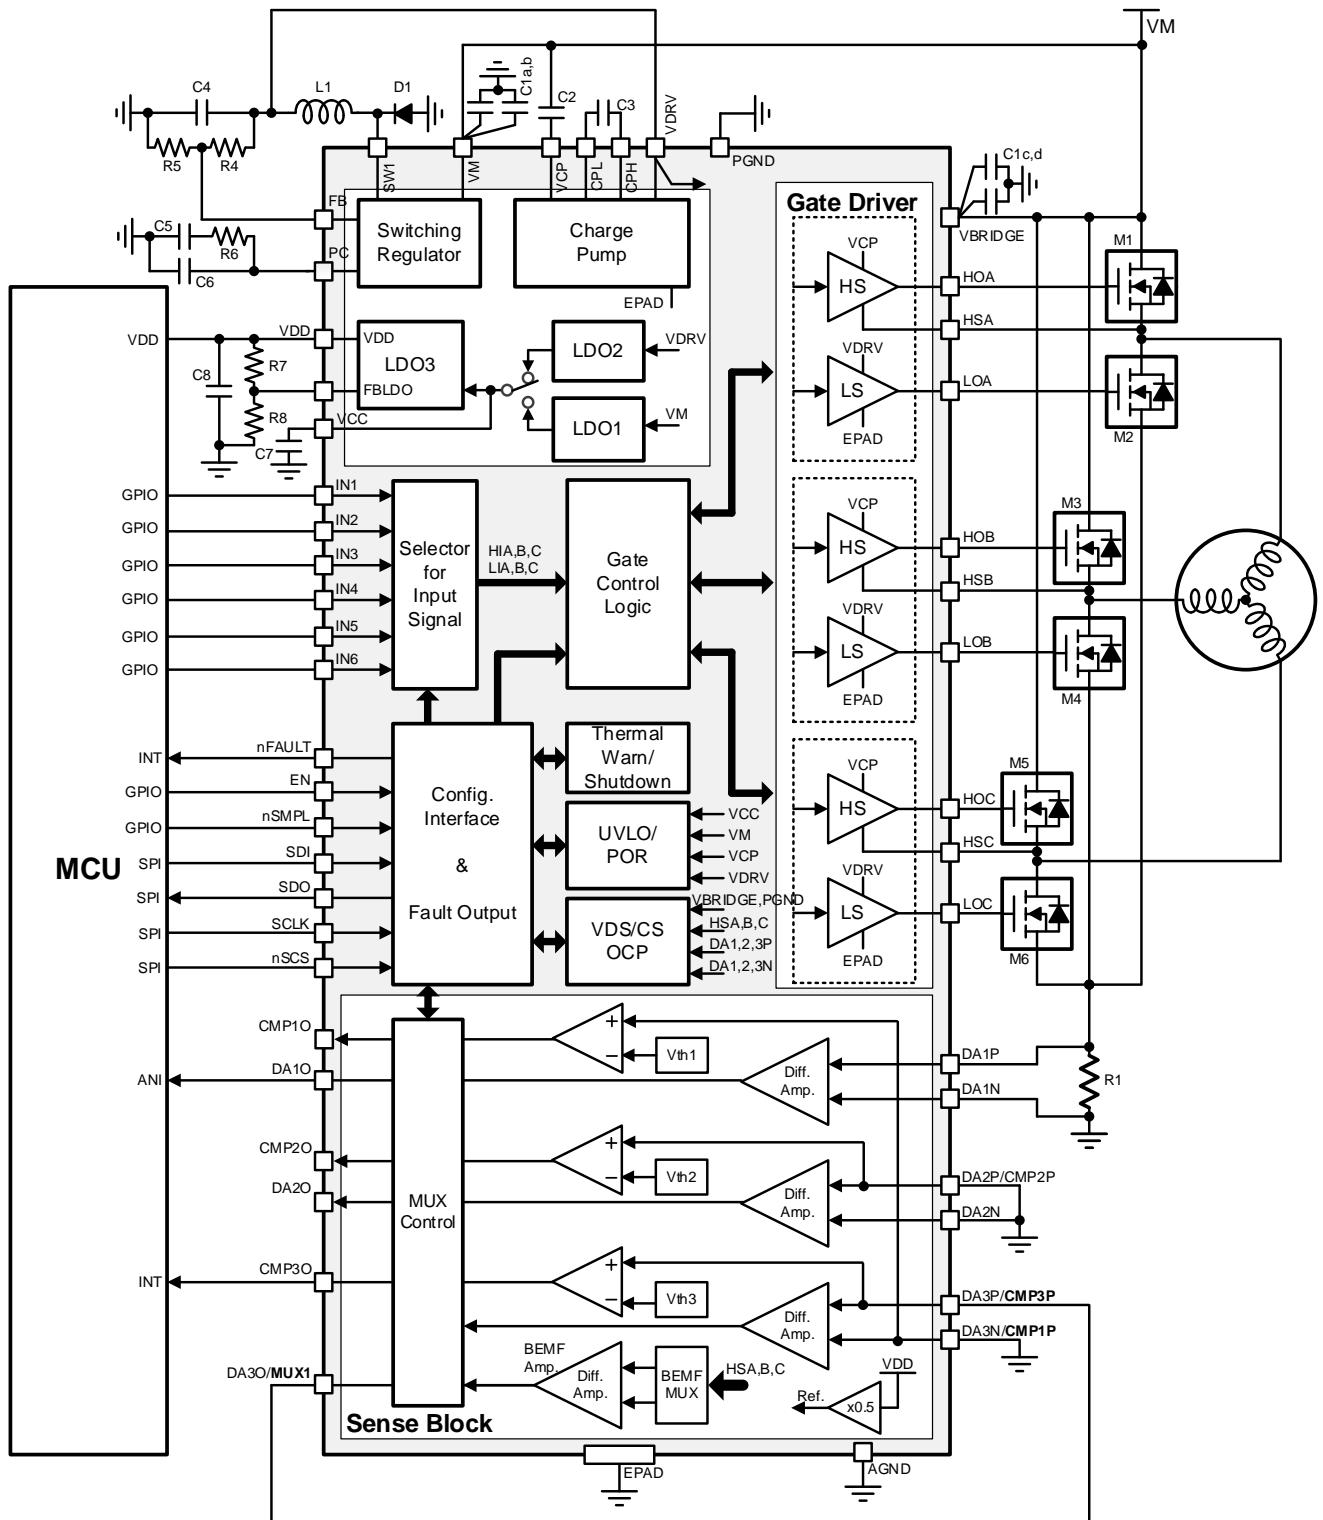 VM
C4
L1
D1
C1a,b
C2
C3
VDRV
R5
R4
SW1
VM
VCP
CPL
CPH
PGND
C1c,d
FB
C5
R6
C6
PC
Switching
Regulator
Charge
Pump
EPAD
Gate Driver
VBRIDGE
VCP
HS
HOA
M1
HSA
VDRV
LS
LOA
EPAD
M2
VDD
VDD
VDD
LDO3
FBLDO
LDO2
VDRV
LDO1
VM
C8
R7
R8
VCC
C7
GPIO
IN1
GPIO
IN2
GPIO
IN3
GPIO
IN4
GPIO
IN5
GPIO
IN6
Selector
for
Input
Signal
HIA,B,C
LIA,B,C
Gate
Control
Logic
VCP
HS
HOB
M3
HSB
VDRV
LS
LOB
EPAD
M4
MCU
INT
nFAULT
GPIO
EN
GPIO
nSMPL
SPI
SDI
SPI
SDO
SPI
SCLK
SPI
nSCS
Config.
Interface
&
Fault Output
Thermal
Warn/
Shutdown
UVLO/
POR
VCC
VM
VCP
VDRV
VDS/CS
OCP
VBRIDGE,PGND
HSA,B,C
DA1,2,3P
DA1,2,3N
VCP
HS
HOC
M5
HSC
VDRV
LS
LOC
EPAD
M6
CMP1O
+
−
Vth1
ANI
DA1O
Diff.
Amp.
DA1P
DA1N
R1
CMP2O
+
−
Vth2
DA2O
MUX
Control
Diff.
Amp.
DA2P/CMP2P
DA2N
INT
CMP3O
+
−
Vth3
Diff.
Amp.
DA3P/CMP3P
DA3N/CMP1P
DA3O/MUX1
BEMF
Amp.
Diff.
Amp.
BEMF
MUX
HSA,B,C
VDD
Ref.
x0.5
Sense Block
EPAD
AGND